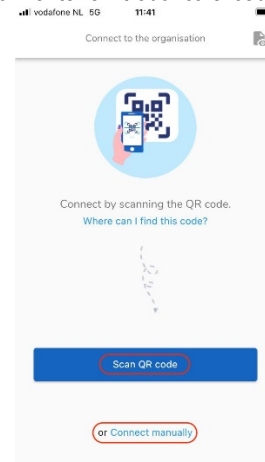 vodafone NL 5G 11:41
Connect to the organisation
Connect by scanning the QR code.
Where can I find this code?
Scan QR code
or Connect manually